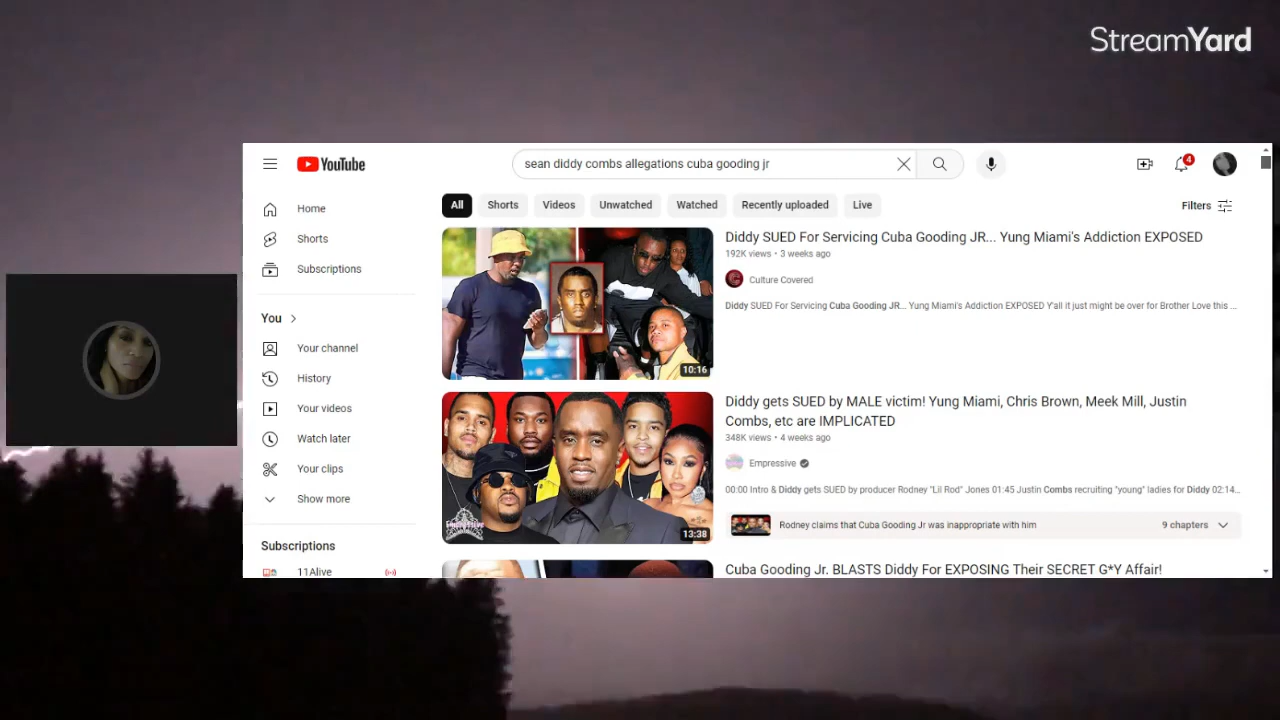 StreamYard
YouTube
sean diddy combs allegations cuba gooding jr
4
All Shorts Videos Unwatched Watched Recently uploaded Live Filters
Home
Shorts
Subscriptions
You
Your channel
History
Your videos
Watch later
Your clips
Show more
Subscriptions
11Alive
10:16
Diddy SUED For Servicing Cuba Gooding JR... Yung Miami's Addiction EXPOSED
192K views • 3 weeks ago
Culture Covered
Diddy SUED For Servicing Cuba Gooding JR... Yung Miami's Addiction EXPOSED Y'all it just might be over for Brother Love this ...
EMPRESSIVE
13:38
Diddy gets SUED by MALE victim! Yung Miami, Chris Brown, Meek Mill, Justin
Combs, etc are IMPLICATED
348K views • 4 weeks ago
Empressive
00:00 Intro & Diddy gets SUED by producer Rodney "Lil Rod" Jones 01:45 Justin Combs recruiting "young" ladies for Diddy 02:14...
Rodney claims that Cuba Gooding Jr was inappropriate with him 9 chapters
Cuba Gooding Jr. BLASTS Diddy For EXPOSING Their SECRET G*Y Affair!